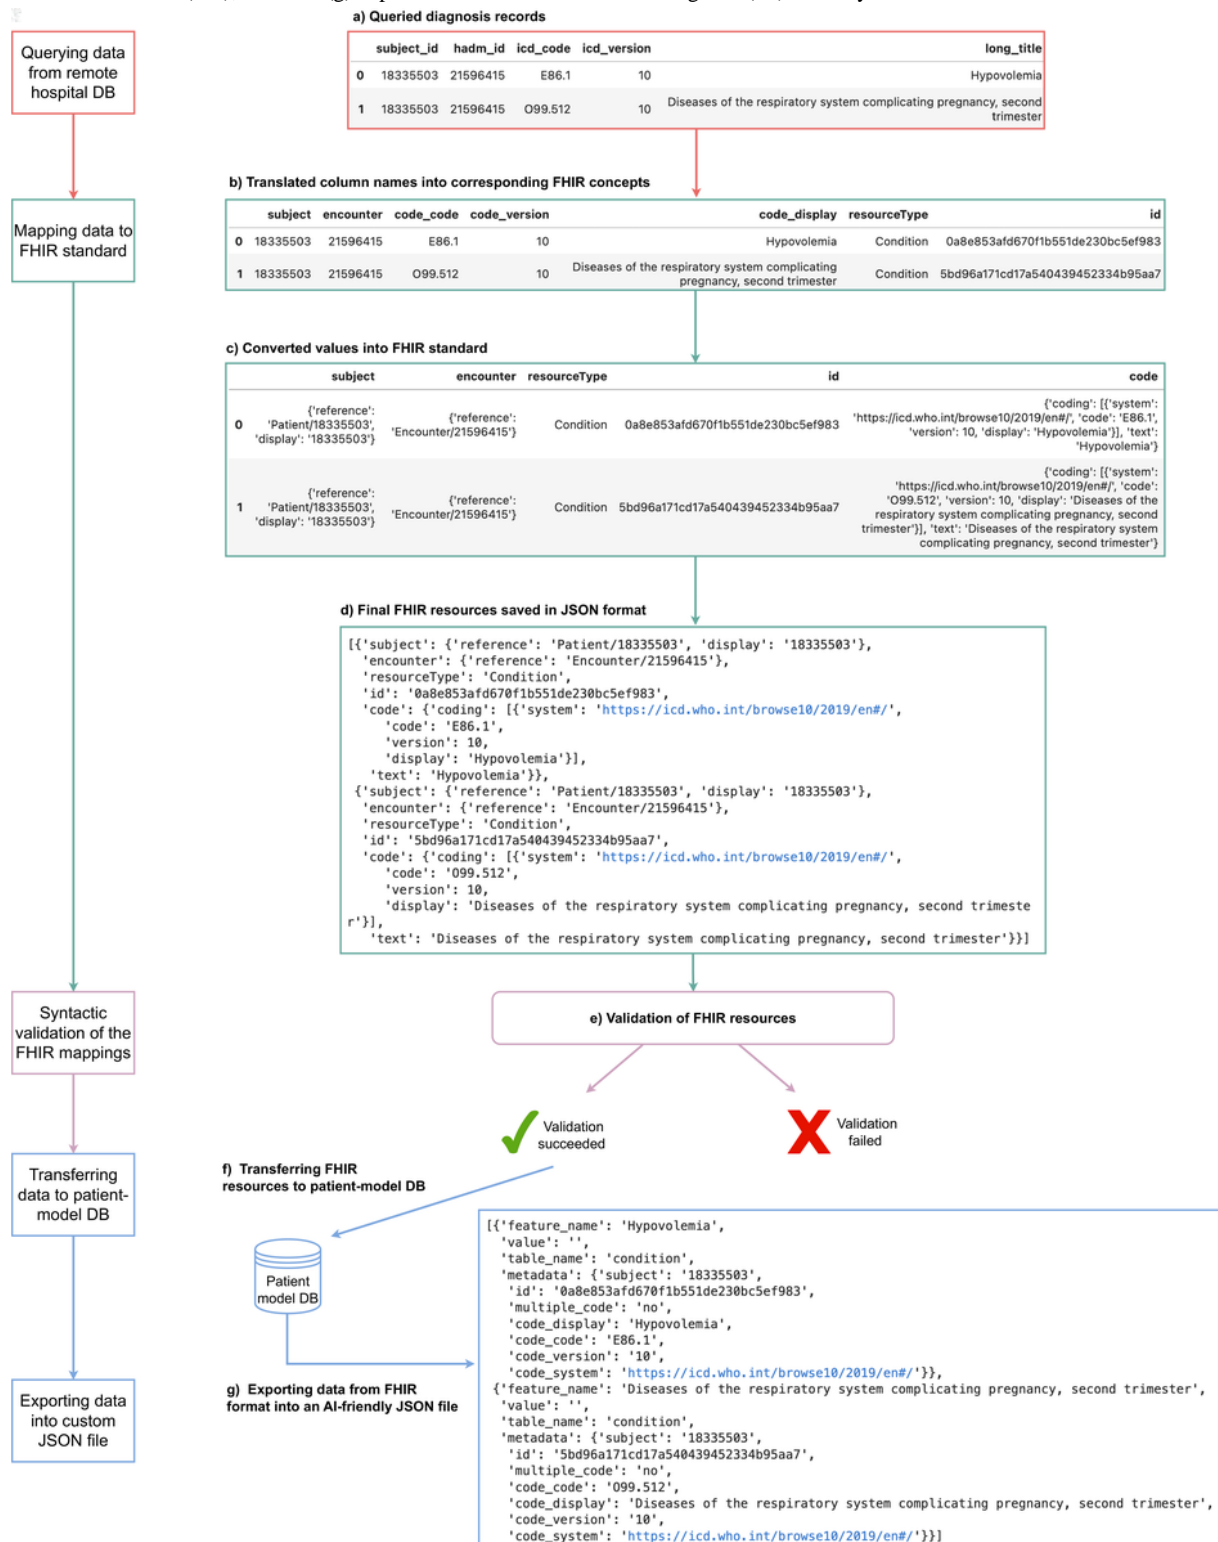 a) Queried diagnosis records
Querying data
from remote
hospital DB
subject_id hadm_id icd_code icd_version long_title
0 18335503 21596415 E86.1 10 Hypovolemia
1 18335503 21596415 O99.512 10 Diseases of the respiratory system complicating pregnancy, second
trimester
b) Translated column names into corresponding FHIR concepts
Mapping data to
FHIR standard
subject encounter code_code code_version code_display resourceType id
0 18335503 21596415 E86.1 10 Hypovolemia Condition 0a8e853afd670f1b551de230bc5ef983
1 18335503 21596415 O99.512 10 Diseases of the respiratory system complicating
pregnancy, second trimester Condition 5bd96a171cd17a540439452334b95aa7
c) Converted values into FHIR standard
subject encounter resourceType id code
0 {'reference':
'Patient/18335503',
'display': '18335503'}
{'reference':
'Encounter/21596415'}
Condition 0a8e853afd670f1b551de230bc5ef983
{'coding': [{'system':
'https://icd.who.int/browse10/2019/en#/', 'code': 'E86.1',
'version': 10, 'display': 'Hypovolemia'}], 'text':
'Hypovolemia'}
1 {'reference':
'Patient/18335503',
'display': '18335503'}
{'reference':
'Encounter/21596415'}
Condition 5bd96a171cd17a540439452334b95aa7
{'coding': [{'system':
'https://icd.who.int/browse10/2019/en#/', 'code':
'O99.512', 'version': 10, 'display': 'Diseases of the
respiratory system complicating pregnancy, second
trimester'}], 'text': 'Diseases of the respiratory system
complicating pregnancy, second trimester'}
d) Final FHIR resources saved in JSON format
[{'subject': {'reference': 'Patient/18335503', 'display': '18335503'},
'encounter': {'reference': 'Encounter/21596415'},
'resourceType': 'Condition',
'id': '0a8e853afd670f1b551de230bc5ef983',
'code': {'coding': [{'system': 'https://icd.who.int/browse10/2019/en#/',
'code': 'E86.1',
'version': 10,
'display': 'Hypovolemia'}],
'text': 'Hypovolemia'}},
{'subject': {'reference': 'Patient/18335503', 'display': '18335503'},
'encounter': {'reference': 'Encounter/21596415'},
'resourceType': 'Condition',
'id': '5bd96a171cd17a540439452334b95aa7',
'code': {'coding': [{'system': 'https://icd.who.int/browse10/2019/en#/',
'code': 'O99.512',
'version': 10,
'display': 'Diseases of the respiratory system complicating pregnancy, second trimeste
r'}],
'text': 'Diseases of the respiratory system complicating pregnancy, second trimester'}}]
Syntactic
validation of the
FHIR mappings
e) Validation of FHIR resources
Validation
succeeded
Validation
failed
Transferring
data to patient-
model DB
f) Transferring FHIR
resources to patient-model DB
Patient
model DB
[{'feature_name': 'Hypovolemia',
'value': '',
'table_name': 'condition',
'metadata': {'subject': '18335503',
'id': '0a8e853afd670f1b551de230bc5ef983',
'multiple_code': 'no',
'code_display': 'Hypovolemia',
'code_code': 'E86.1',
'code_version': '10',
'code_system': 'https://icd.who.int/browse10/2019/en#/'}},
{'feature_name': 'Diseases of the respiratory system complicating pregnancy, second trimester',
'value': '',
'table_name': 'condition',
'metadata': {'subject': '18335503',
'id': '5bd96a171cd17a540439452334b95aa7',
'multiple_code': 'no',
'code_code': 'O99.512',
'code_display': 'Diseases of the respiratory system complicating pregnancy, second trimester',
'code_version': '10',
'code_system': 'https://icd.who.int/browse10/2019/en#/'}}]
g) Exporting data from FHIR
format into an AI-friendly JSON file
Exporting data
into custom
JSON file